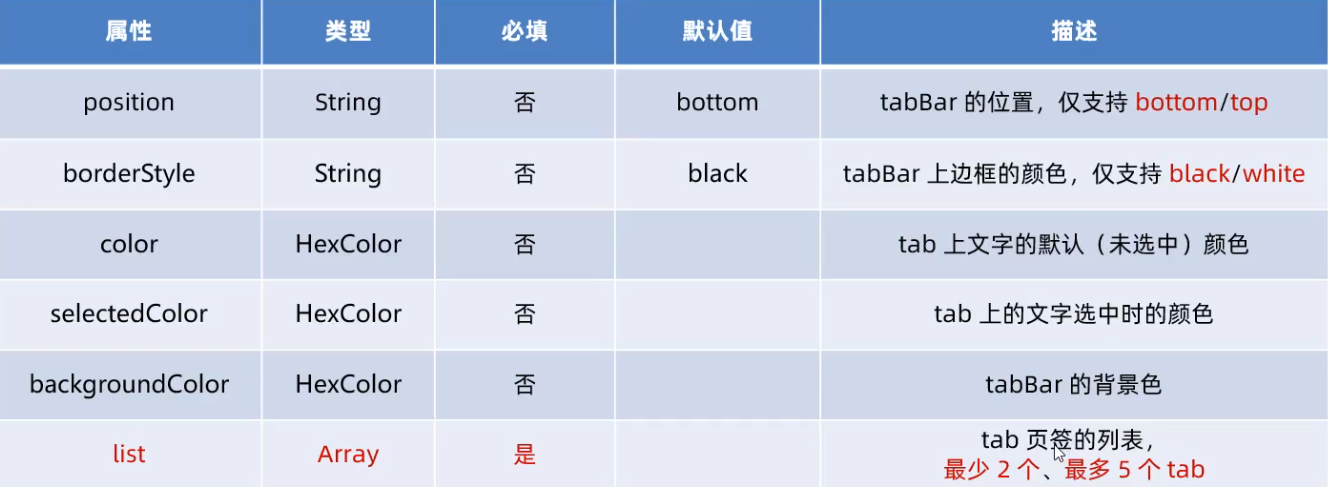 属性 类型 必填 默认值 描述
position String 否 bottom tabBar 的位置，仅支持 bottom/top
borderStyle String 否 black tabBar 上边框的颜色，仅支持 black/white
color HexColor 否 tab 上文字的默认（未选中）颜色
selectedColor HexColor 否 tab 上的文字选中时的颜色
backgroundColor HexColor 否 tabBar 的背景色
list Array 是 tab 页签的列表，
最少 2 个、最多 5 个 tab